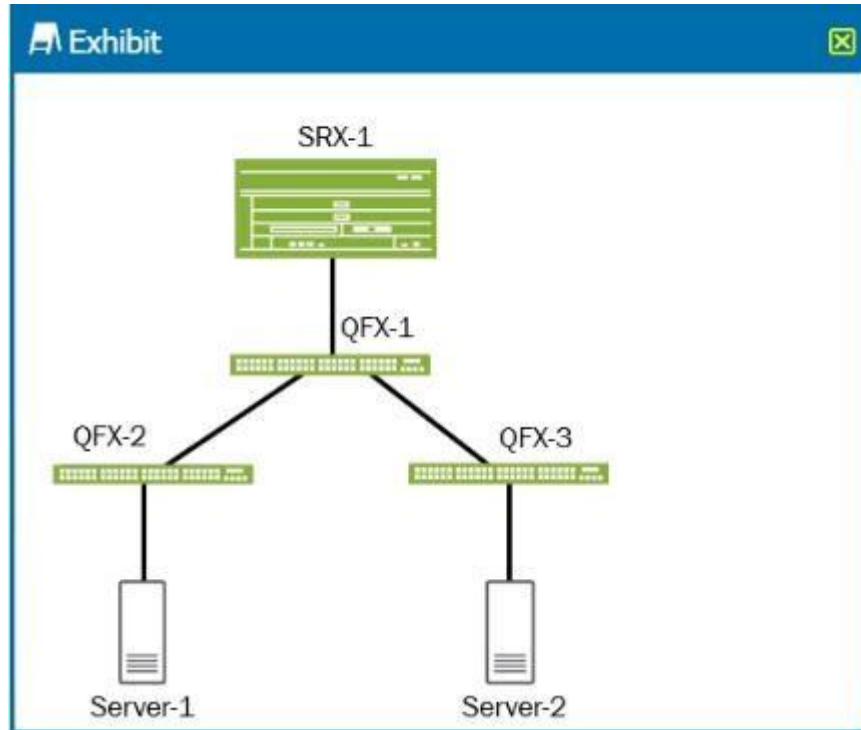 Exhibit
SRX-1
QFX-1
QFX-2
QFX-3
Server-1
Server-2